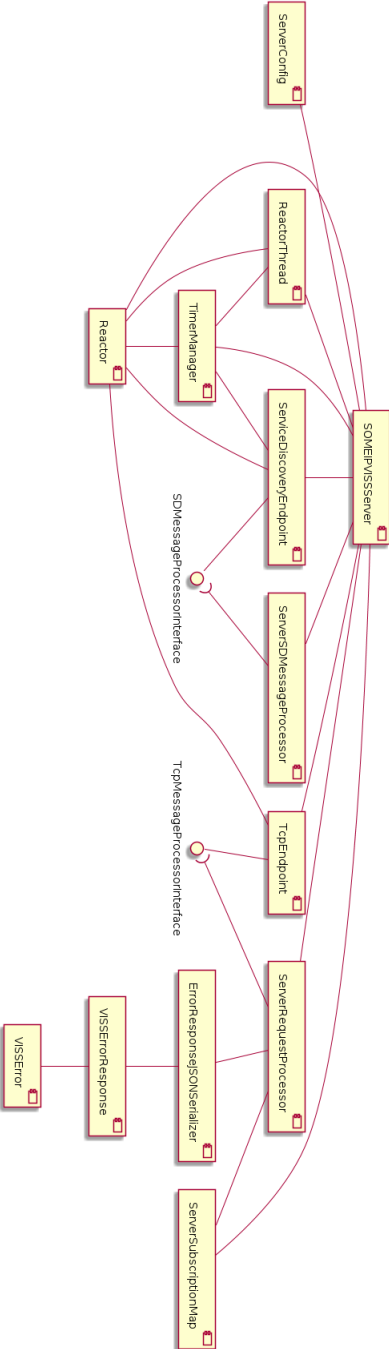 SOMEIPVISSServer
ServerConfig
ReactorThread
ServiceDiscoveryEndpoint
ServerSDMessageProcessor
TcpEndpoint
ServerRequestProcessor
TimerManager
SDMessageProcessorInterface
TcpMessageProcessorInterface
ErrorResponseJSONSerializer
ServerSubscriptionMap
Reactor
VISSErrorResponse
VISSError